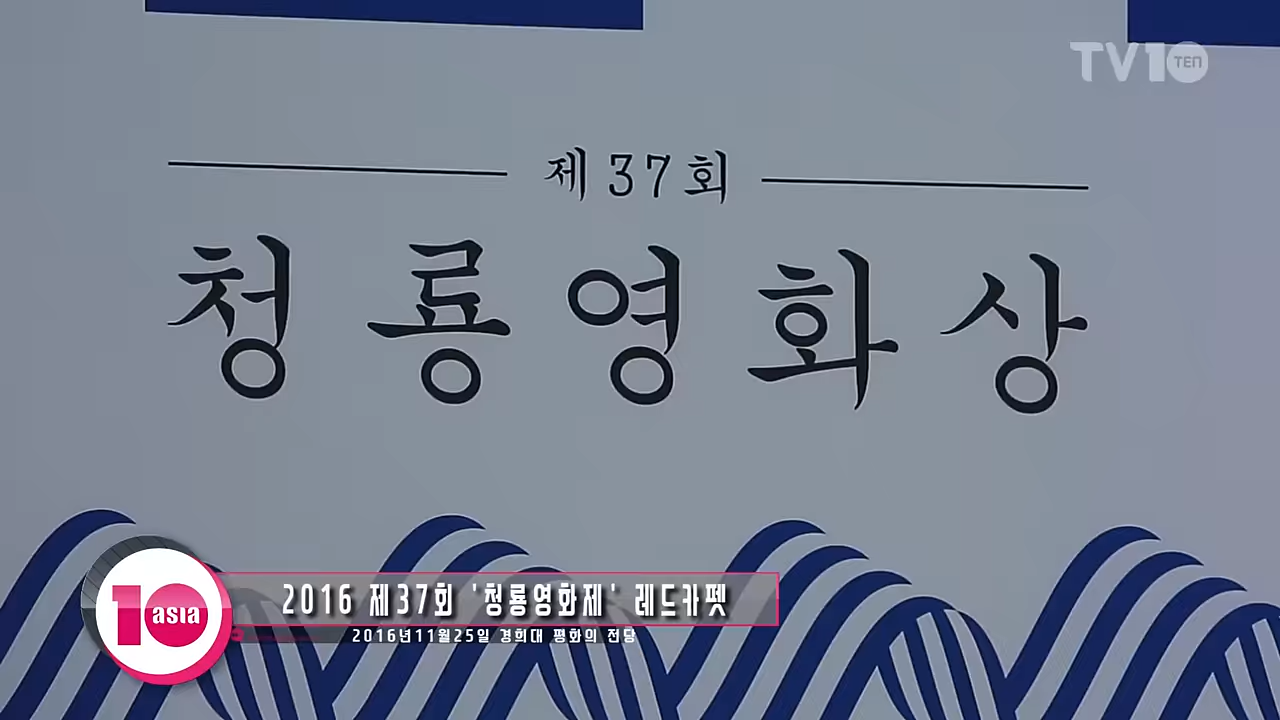 TV10
TEN
제37회
청룡영화상
10
asia
2016 제37회 '청룡영화제' 레드카펫
2016년11월25일 경희대 평화의 전당